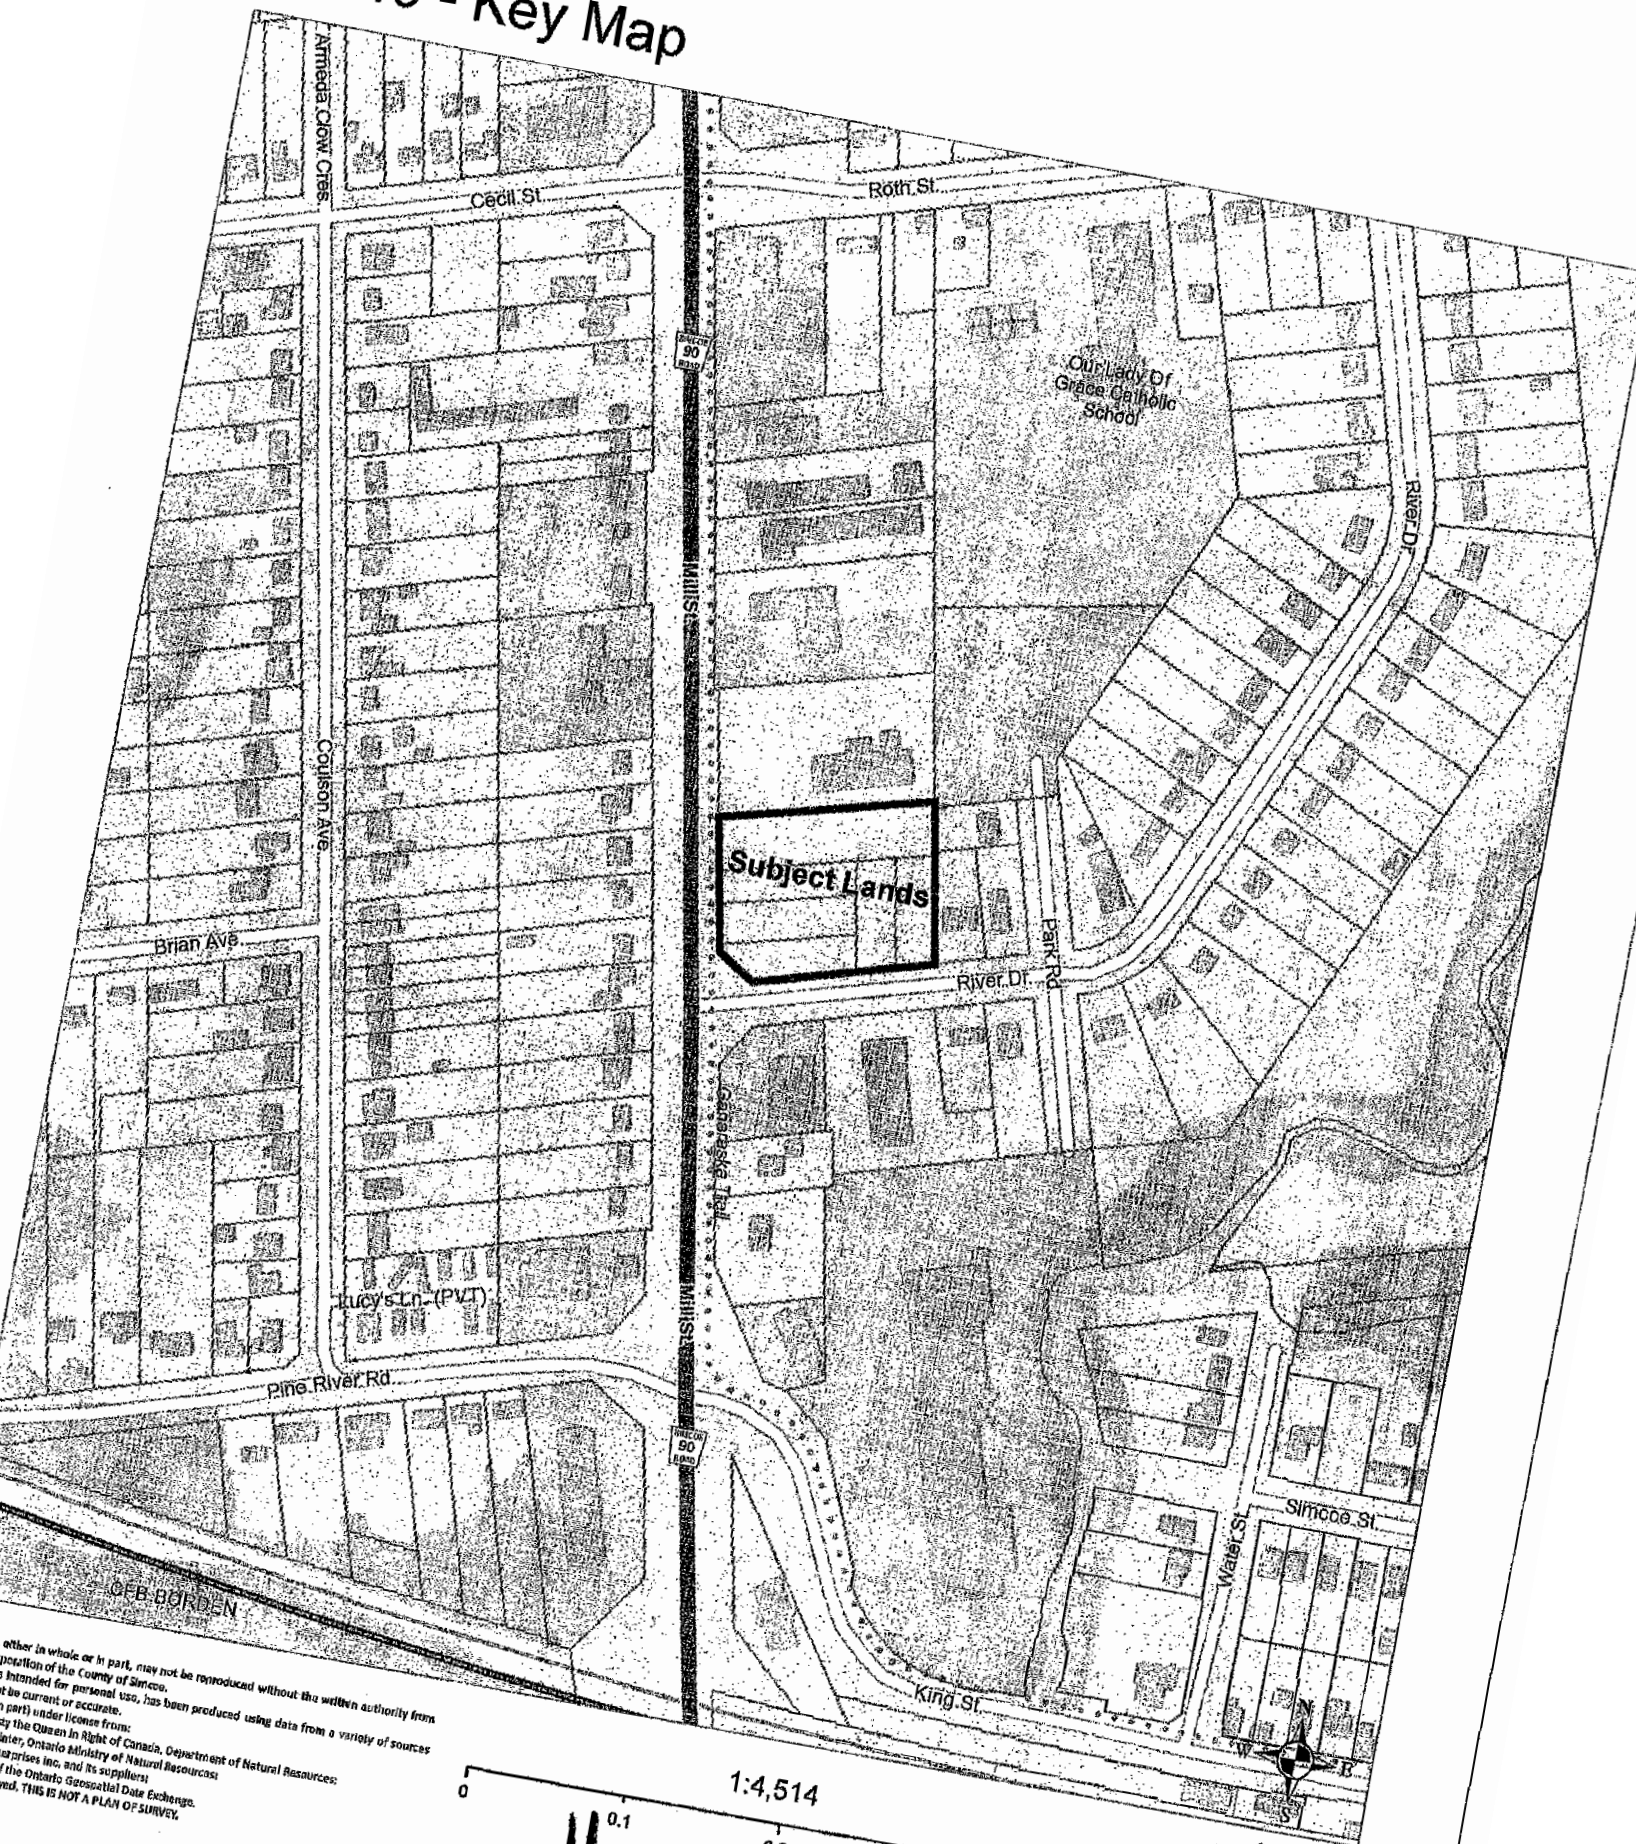 - Key Map
Armeda Clow Cres.
Cecil St.
Roth St.
90
Our Lady Of
Grace Catholic
School
River Dr
Mill St
Coulson Ave
Subject Lands
Brian Ave
Park Rd
River Dr.
Ganaraska Trail
Lucy's Ln. (PVT)
Mill St
Pine River Rd.
90
ROAD
Simcoe St.
Water St.
CFB BORDEN
King St.
N
W
E
S
either in whole or in part, may not be reproduced without the written authority from
poration of the County of Simcoe.
s intended for personal use, has been produced using data from a variety of sources
t be current or accurate.
n part) under license from:
ty the Queen in Right of Canada, Department of Natural Resources;
inter, Ontario Ministry of Natural Resources;
erprises Inc. and its suppliers;
f the Ontario Geospatial Data Exchange.
ved. THIS IS NOT A PLAN OF SURVEY.
1:4,514
0
0.1